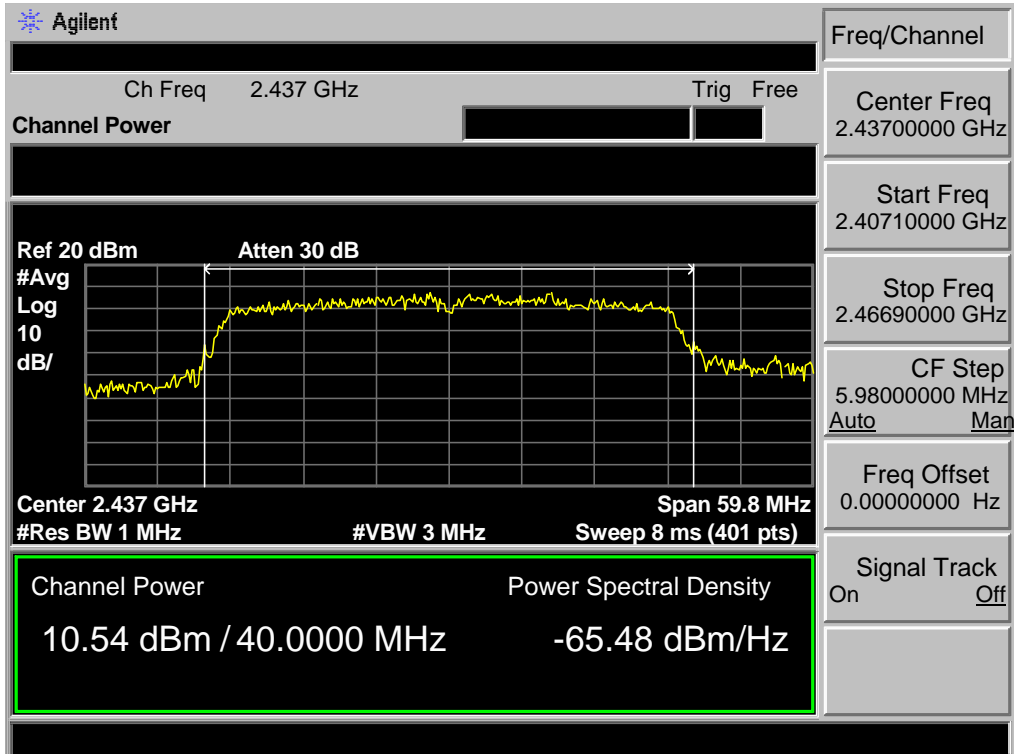 Agilent
Freq/Channel
Ch Freq 2.437 GHz Trig Free
Channel Power
Center Freq
2.43700000 GHz
Start Freq
2.40710000 GHz
Ref 20 dBm Atten 30 dB
#Avg
Log
10
dB/
Stop Freq
2.46690000 GHz
CF Step
5.98000000 MHz
Auto Man
Center 2.437 GHz Span 59.8 MHz
#Res BW 1 MHz #VBW 3 MHz Sweep 8 ms (401 pts)
Freq Offset
0.00000000 Hz
Signal Track
On Off
Channel Power Power Spectral Density
10.54 dBm / 40.0000 MHz -65.48 dBm/Hz